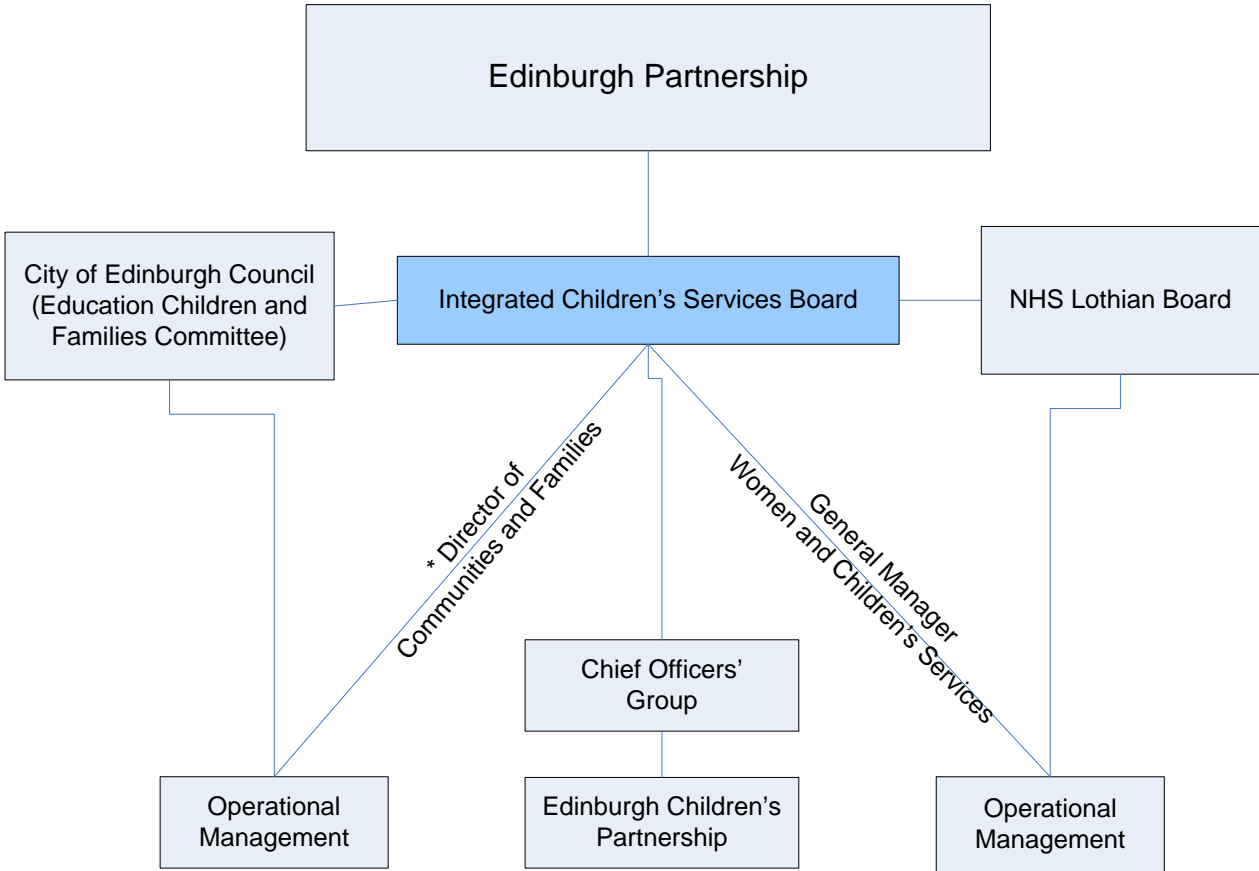 Edinburgh Partnership
City of Edinburgh Council
(Education Children and
Families Committee)
Integrated Children’s Services Board
NHS Lothian Board
* Director of
Communities and Families
General Manager
Women and Children’s Services
Chief Officers’
Group
Operational
Management
Edinburgh Children’s
Partnership
Operational
Management